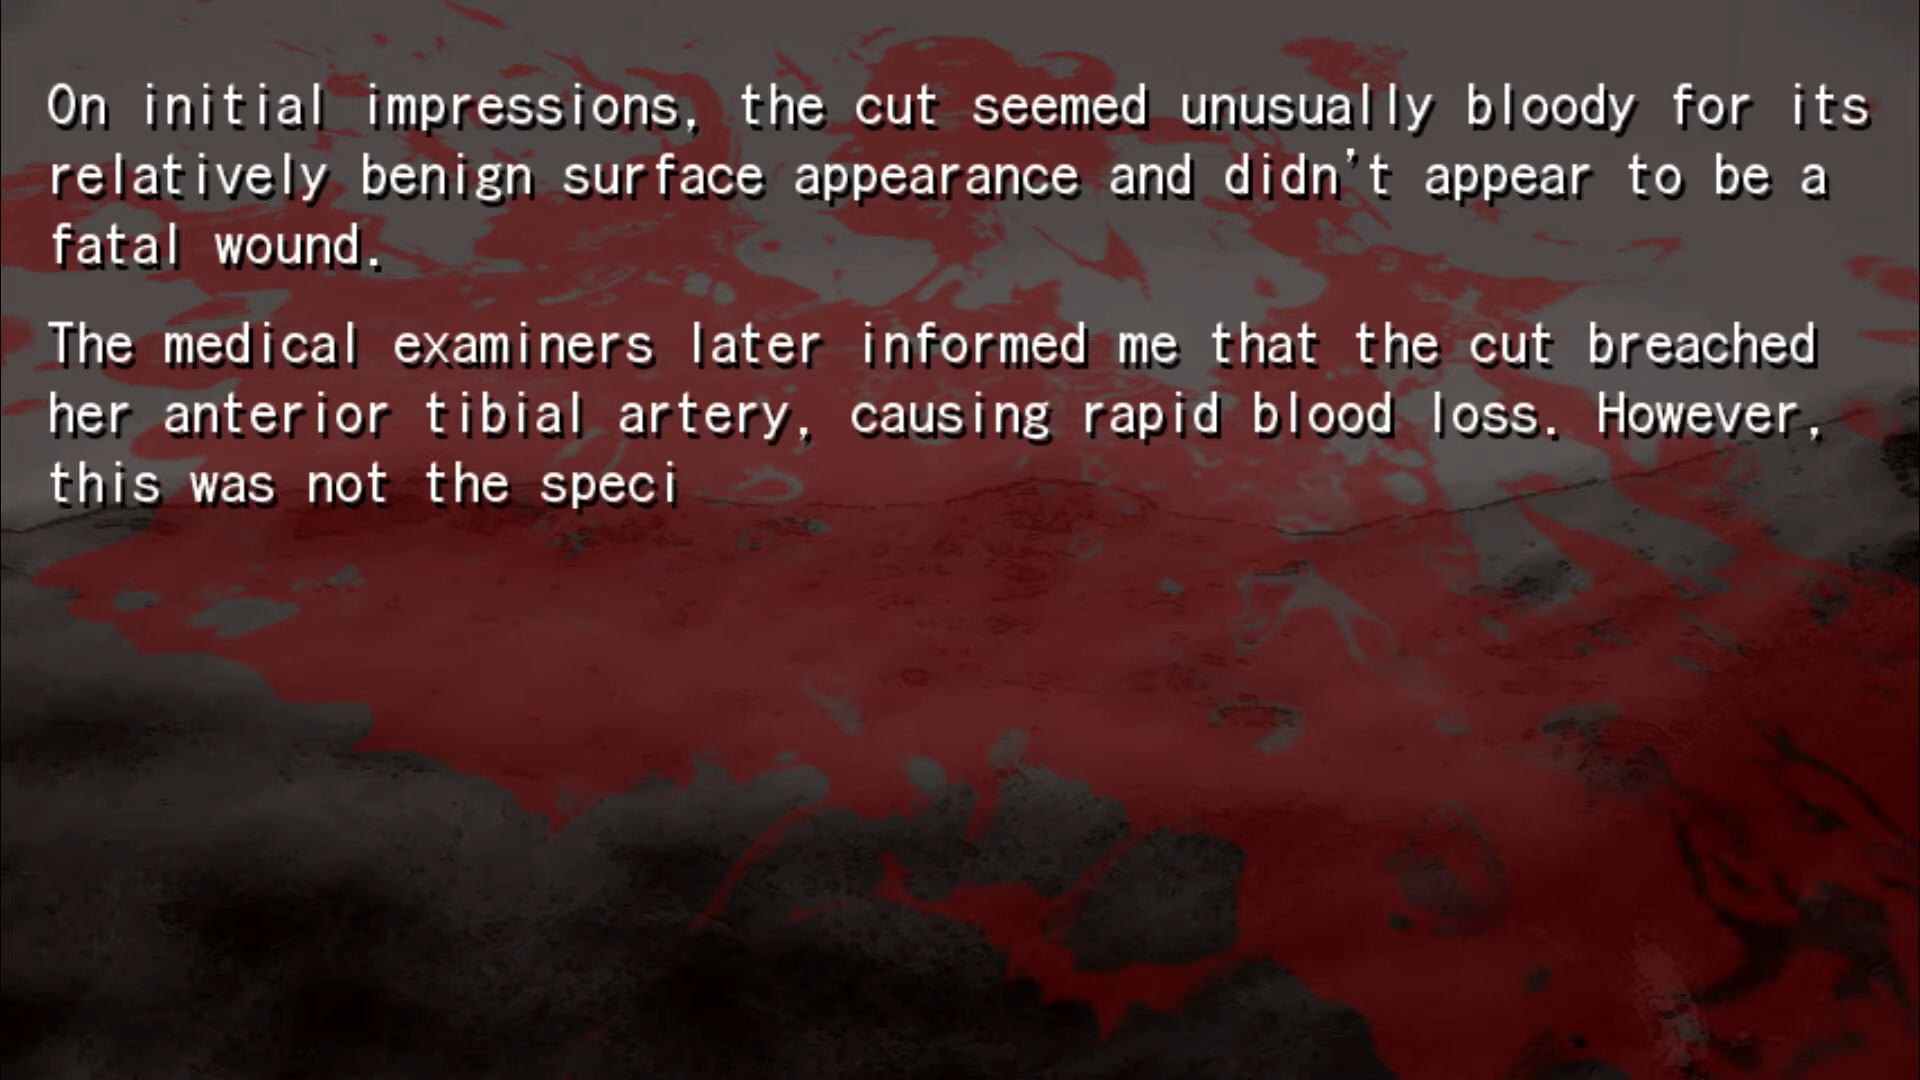 On initial impressions, the cut seemed unusually bloody for its
relatively benign surface appearance and didn't appear to be a
fatal wound.
The medical examiners later informed me that the cut breached
her anterior tibial artery, causing rapid blood loss. However,
this was not the speci